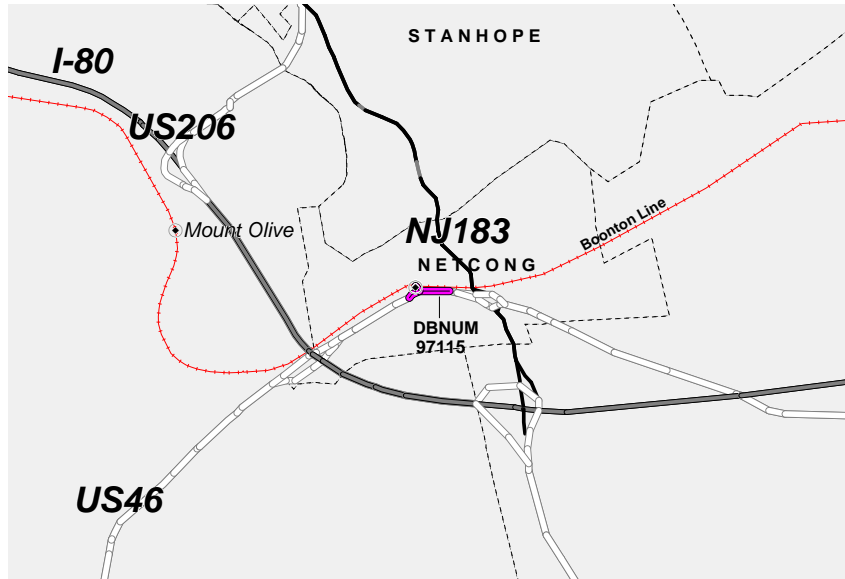 STANHOPE
I-80
US206
Mount Olive
NJ183
Boonton Line
NETCONG
DBNUM
97115
US46